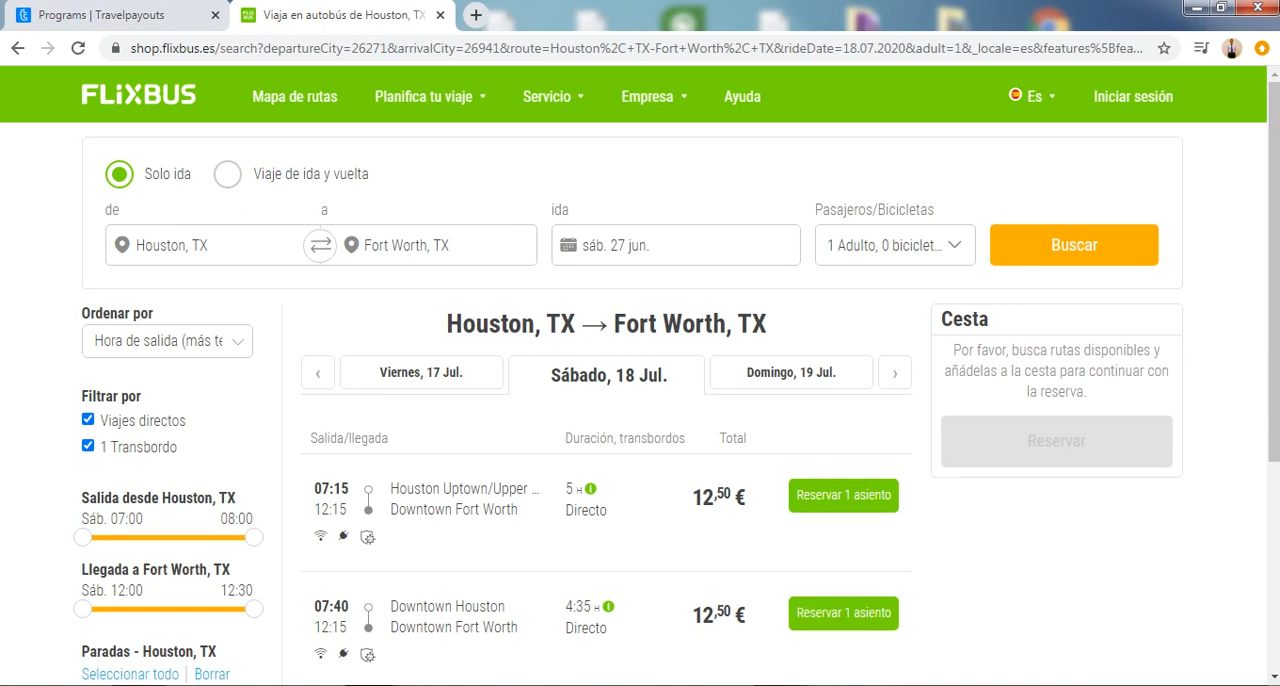 Programs | Travelpayouts
Viaja en autobús de Houston, TX
shop.flixbus.es/search?departureCity=26271&arrivalCity=26941&route=Houston%2C+TX-Fort+Worth%2C+TX&rideDate=18.07.2020&adult=1&_locale=es&features%5Bfea...
FLiXBUS
Mapa de rutas
Planifica tu viaje
Servicio
Empresa
Ayuda
Es
Iniciar sesión
Solo ida
Viaje de ida y vuelta
de
a
ida
Pasajeros/Bicicletas
Houston, TX
Fort Worth, TX
sáb. 27 jun.
1 Adulto, 0 biciclet...
Buscar
Ordenar por
Hora de salida (más te
Filtrar por
Viajes directos
1 Transbordo
Salida desde Houston, TX
Sáb. 07:00 08:00
Llegada a Fort Worth, TX
Sáb. 12:00 12:30
Paradas - Houston, TX
Seleccionar todo | Borrar
Houston, TX → Fort Worth, TX
‹
Viernes, 17 Jul.
Sábado, 18 Jul.
Domingo, 19 Jul.
›
Salida/llegada Duración, transbordos Total
07:15 Houston Uptown/Upper ... 5 H
12:15 Downtown Fort Worth Directo
12,50 €
Reservar 1 asiento
07:40 Downtown Houston 4:35 H
12:15 Downtown Fort Worth Directo
12,50 €
Reservar 1 asiento
Cesta
Por favor, busca rutas disponibles y
añádelas a la cesta para continuar con
la reserva.
Reservar